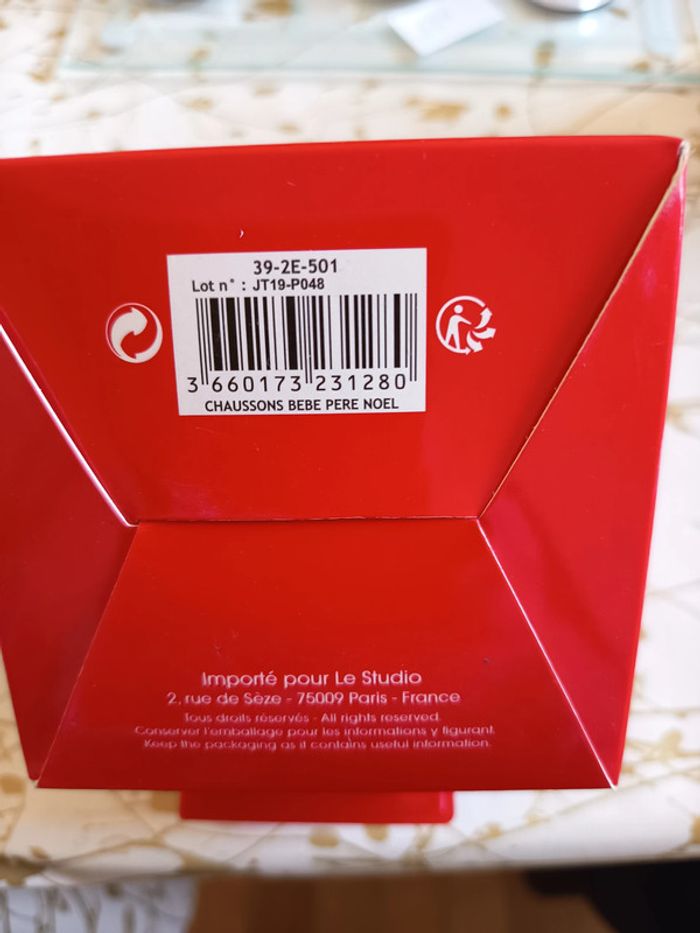 39-2E-501
Lot n° : JT19-P048
3 660173 231280
CHAUSSONS BEBE PERE NOEL
Importé pour Le Studio
2, rue de Sèze - 75009 Paris - France
Tous droits réservés - All rights reserved.
Conserver l'emballage pour les informations y figurant.
Keep the packaging as it contains useful information.